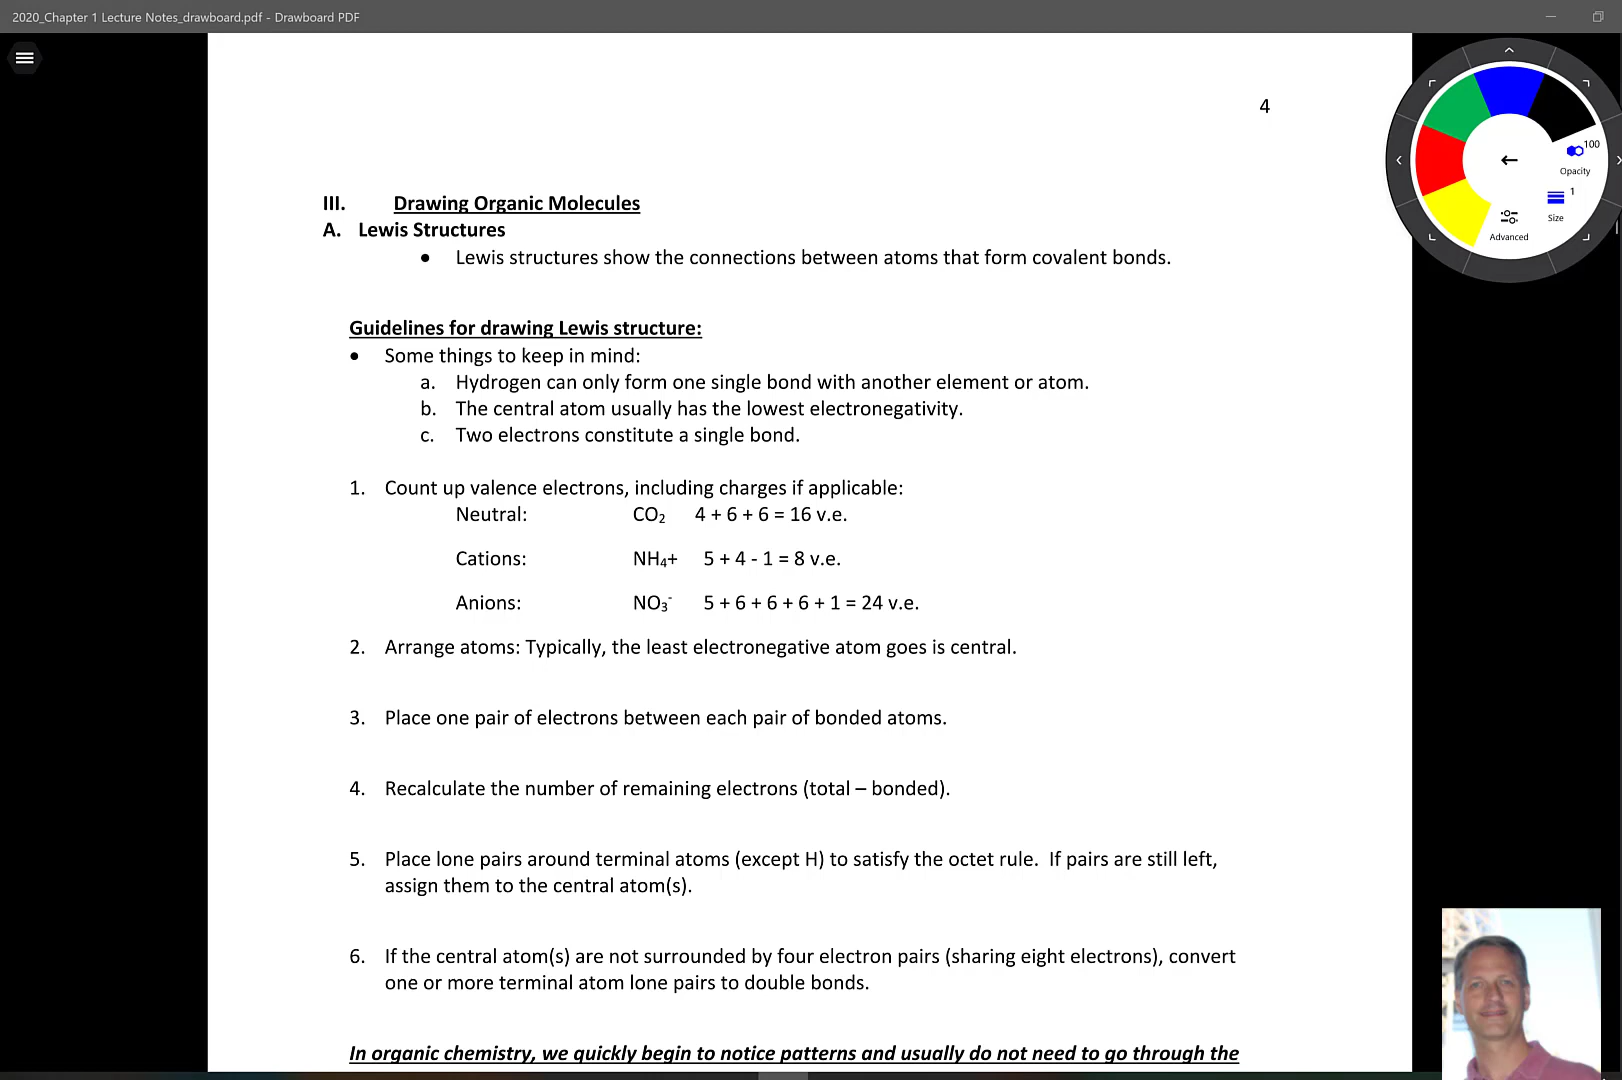 2020_Chapter 1 Lecture Notes_drawboard.pdf - Drawboard PDF
4
100
Opacity
1
Size
Advanced
III. Drawing Organic Molecules
A. Lewis Structures
• Lewis structures show the connections between atoms that form covalent bonds.
Guidelines for drawing Lewis structure:
• Some things to keep in mind:
a. Hydrogen can only form one single bond with another element or atom.
b. The central atom usually has the lowest electronegativity.
c. Two electrons constitute a single bond.
1. Count up valence electrons, including charges if applicable:
Neutral: CO₂ 4 + 6 + 6 = 16 v.e.
Cations: NH₄+ 5 + 4 - 1 = 8 v.e.
Anions: NO₃⁻ 5 + 6 + 6 + 6 + 1 = 24 v.e.
2. Arrange atoms: Typically, the least electronegative atom goes is central.
3. Place one pair of electrons between each pair of bonded atoms.
4. Recalculate the number of remaining electrons (total – bonded).
5. Place lone pairs around terminal atoms (except H) to satisfy the octet rule. If pairs are still left,
assign them to the central atom(s).
6. If the central atom(s) are not surrounded by four electron pairs (sharing eight electrons), convert
one or more terminal atom lone pairs to double bonds.
In organic chemistry, we quickly begin to notice patterns and usually do not need to go through the